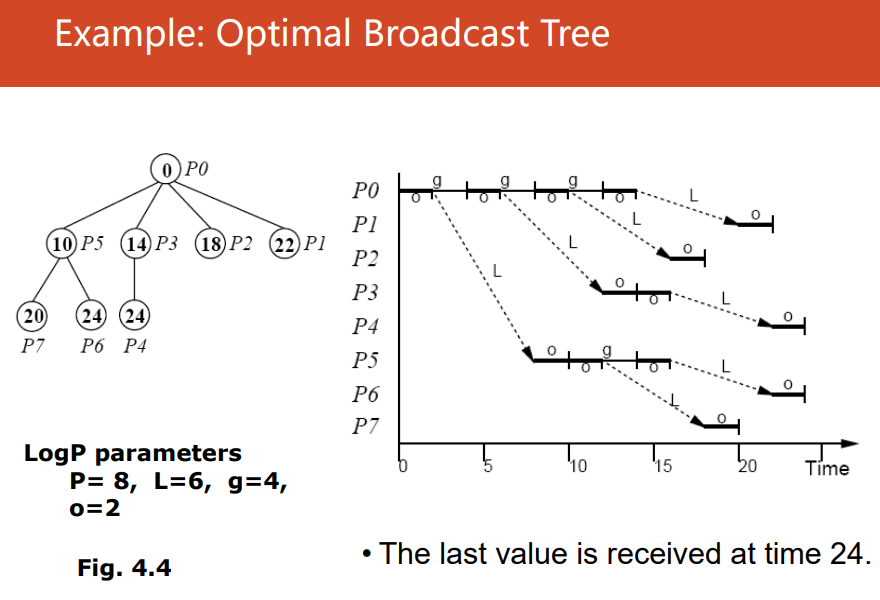 Example: Optimal Broadcast Tree
0 P0
10 P5 14 P3 18 P2 22 P1
20 24 24
P7 P6 P4
LogP parameters
P= 8, L=6, g=4,
o=2
Fig. 4.4
P0 o g o g o g o L
P1 L o
P2 L o
P3 o o L
P4 L o
P5 o o g o L
P6 L o
P7 o
0 5 10 15 20 Time
• The last value is received at time 24.